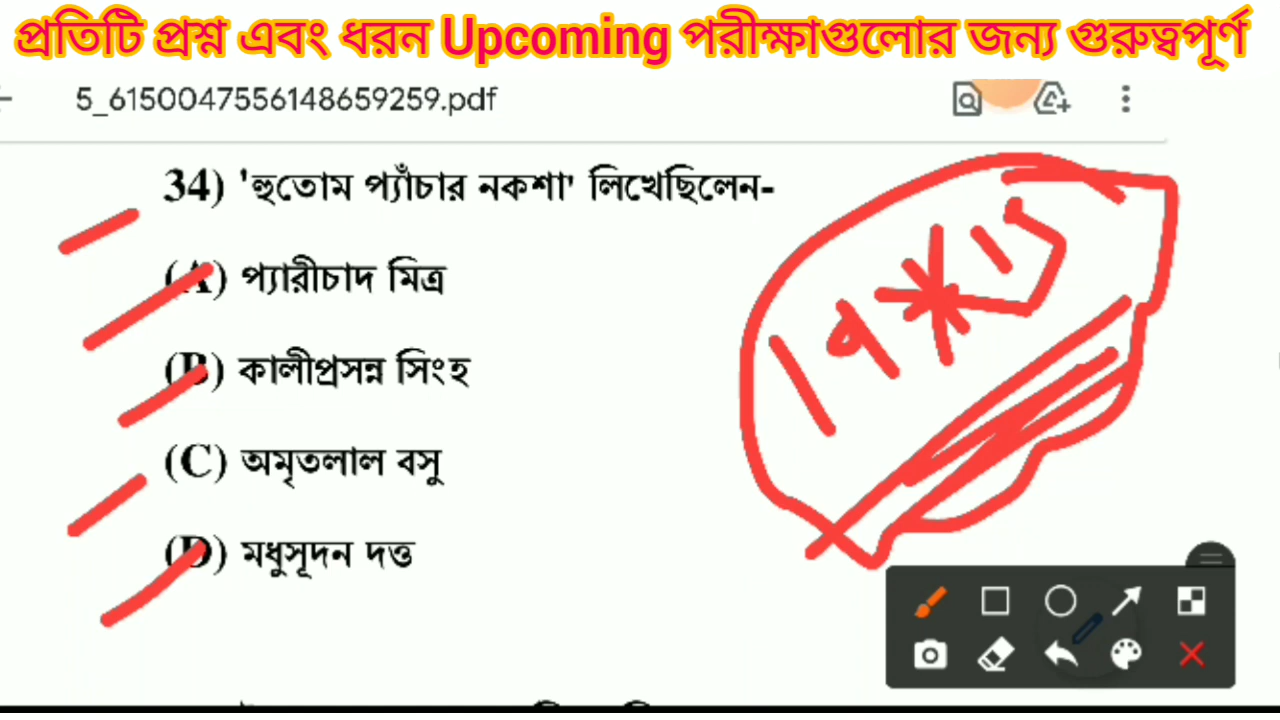 প্রতিটি প্রশ্ন এবং ধরন Upcoming পরীক্ষাগুলোর জন্য গুরুত্বপূর্ণ
5_6150047556148659259.pdf
34) 'হুতোম প্যাঁচার নকশা' লিখেছিলেন-
(A) প্যারীচাদ মিত্র
(B) কালীপ্রসন্ন সিংহ
(C) অমৃতলাল বসু
(D) মধুসূদন দত্ত